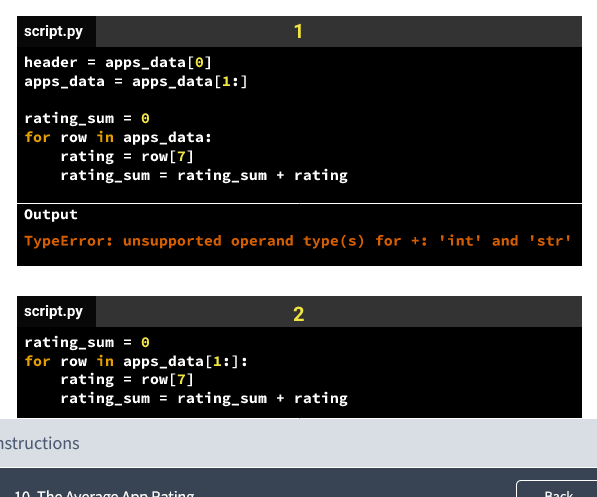 script.py
1
header = apps_data[0]
apps_data = apps_data[1:]
rating_sum = 0
for row in apps_data:
    rating = row[7]
    rating_sum = rating_sum + rating
Output
TypeError: unsupported operand type(s) for +: 'int' and 'str'
script.py
2
rating_sum = 0
for row in apps_data[1:]:
    rating = row[7]
    rating_sum = rating_sum + rating
nstructions
10. The Average App Rating
Back